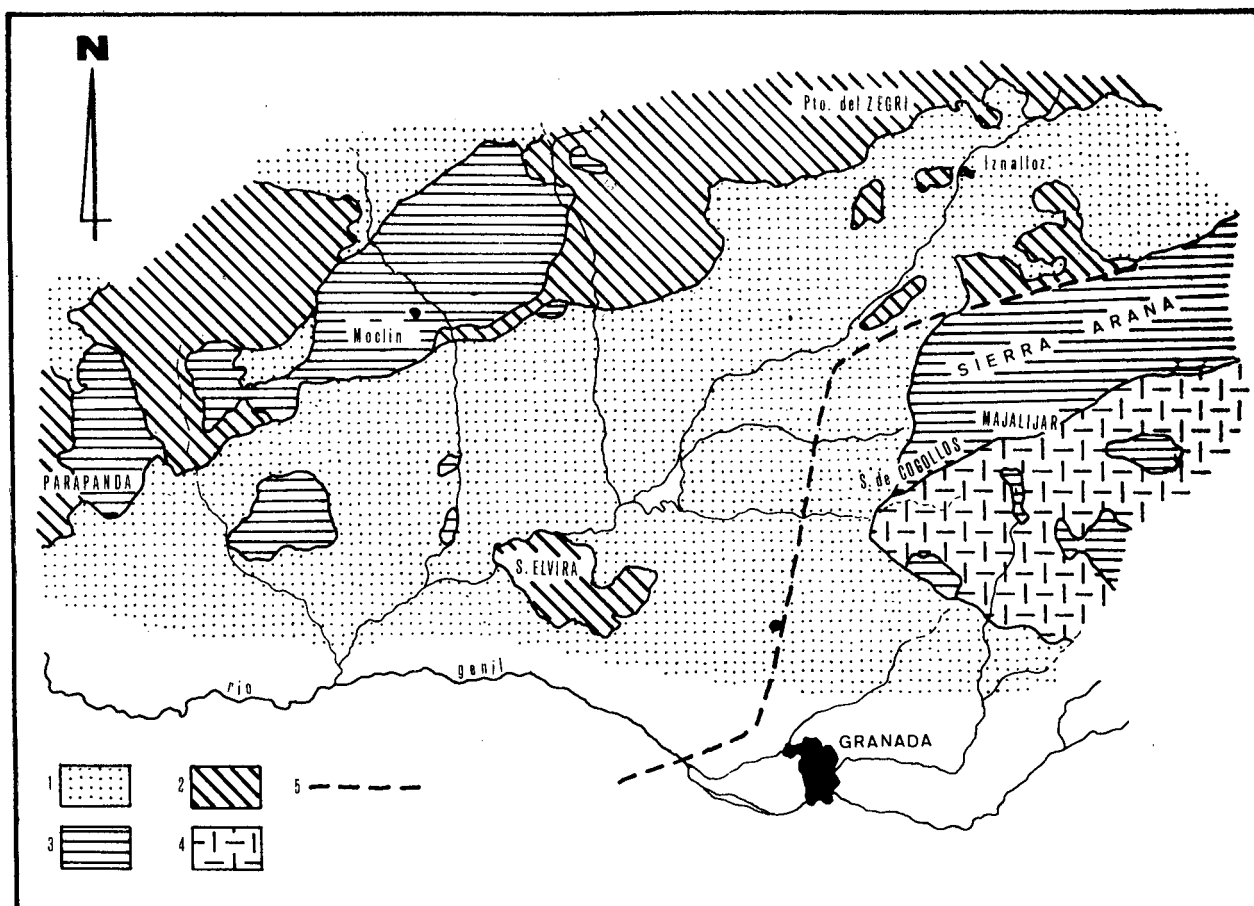 N
Pto. del ZEGRI
Iznalloz
Moclin
SIERRA ARANA
MAJALIJAR
S. de COGOLLOS
PARAPANDA
S. ELVIRA
rio genil
GRANADA
1
2
5
3
4